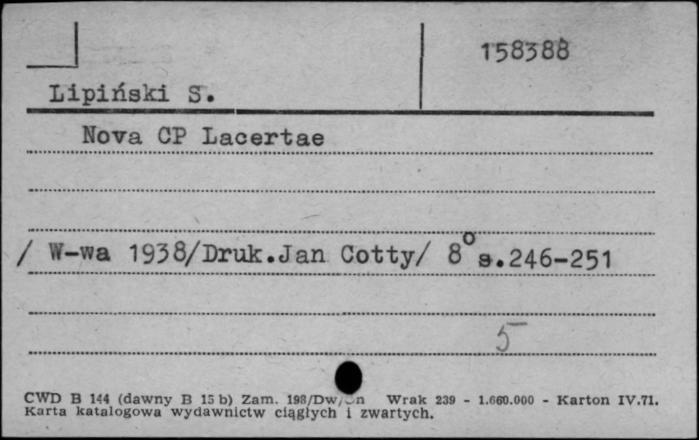 158388
Lipiński S.
Nova CP Lacertae
/ W-wa 1938/Druk.Jan Cotty/ 8° s.246-251
5
CWD B 144 (dawny B 15 b) Zam. 198/Dw/ Wrak 239 - 1.660.000 - Karton IV.71.
Karta katalogowa wydawnictw ciągłych i zwartych.